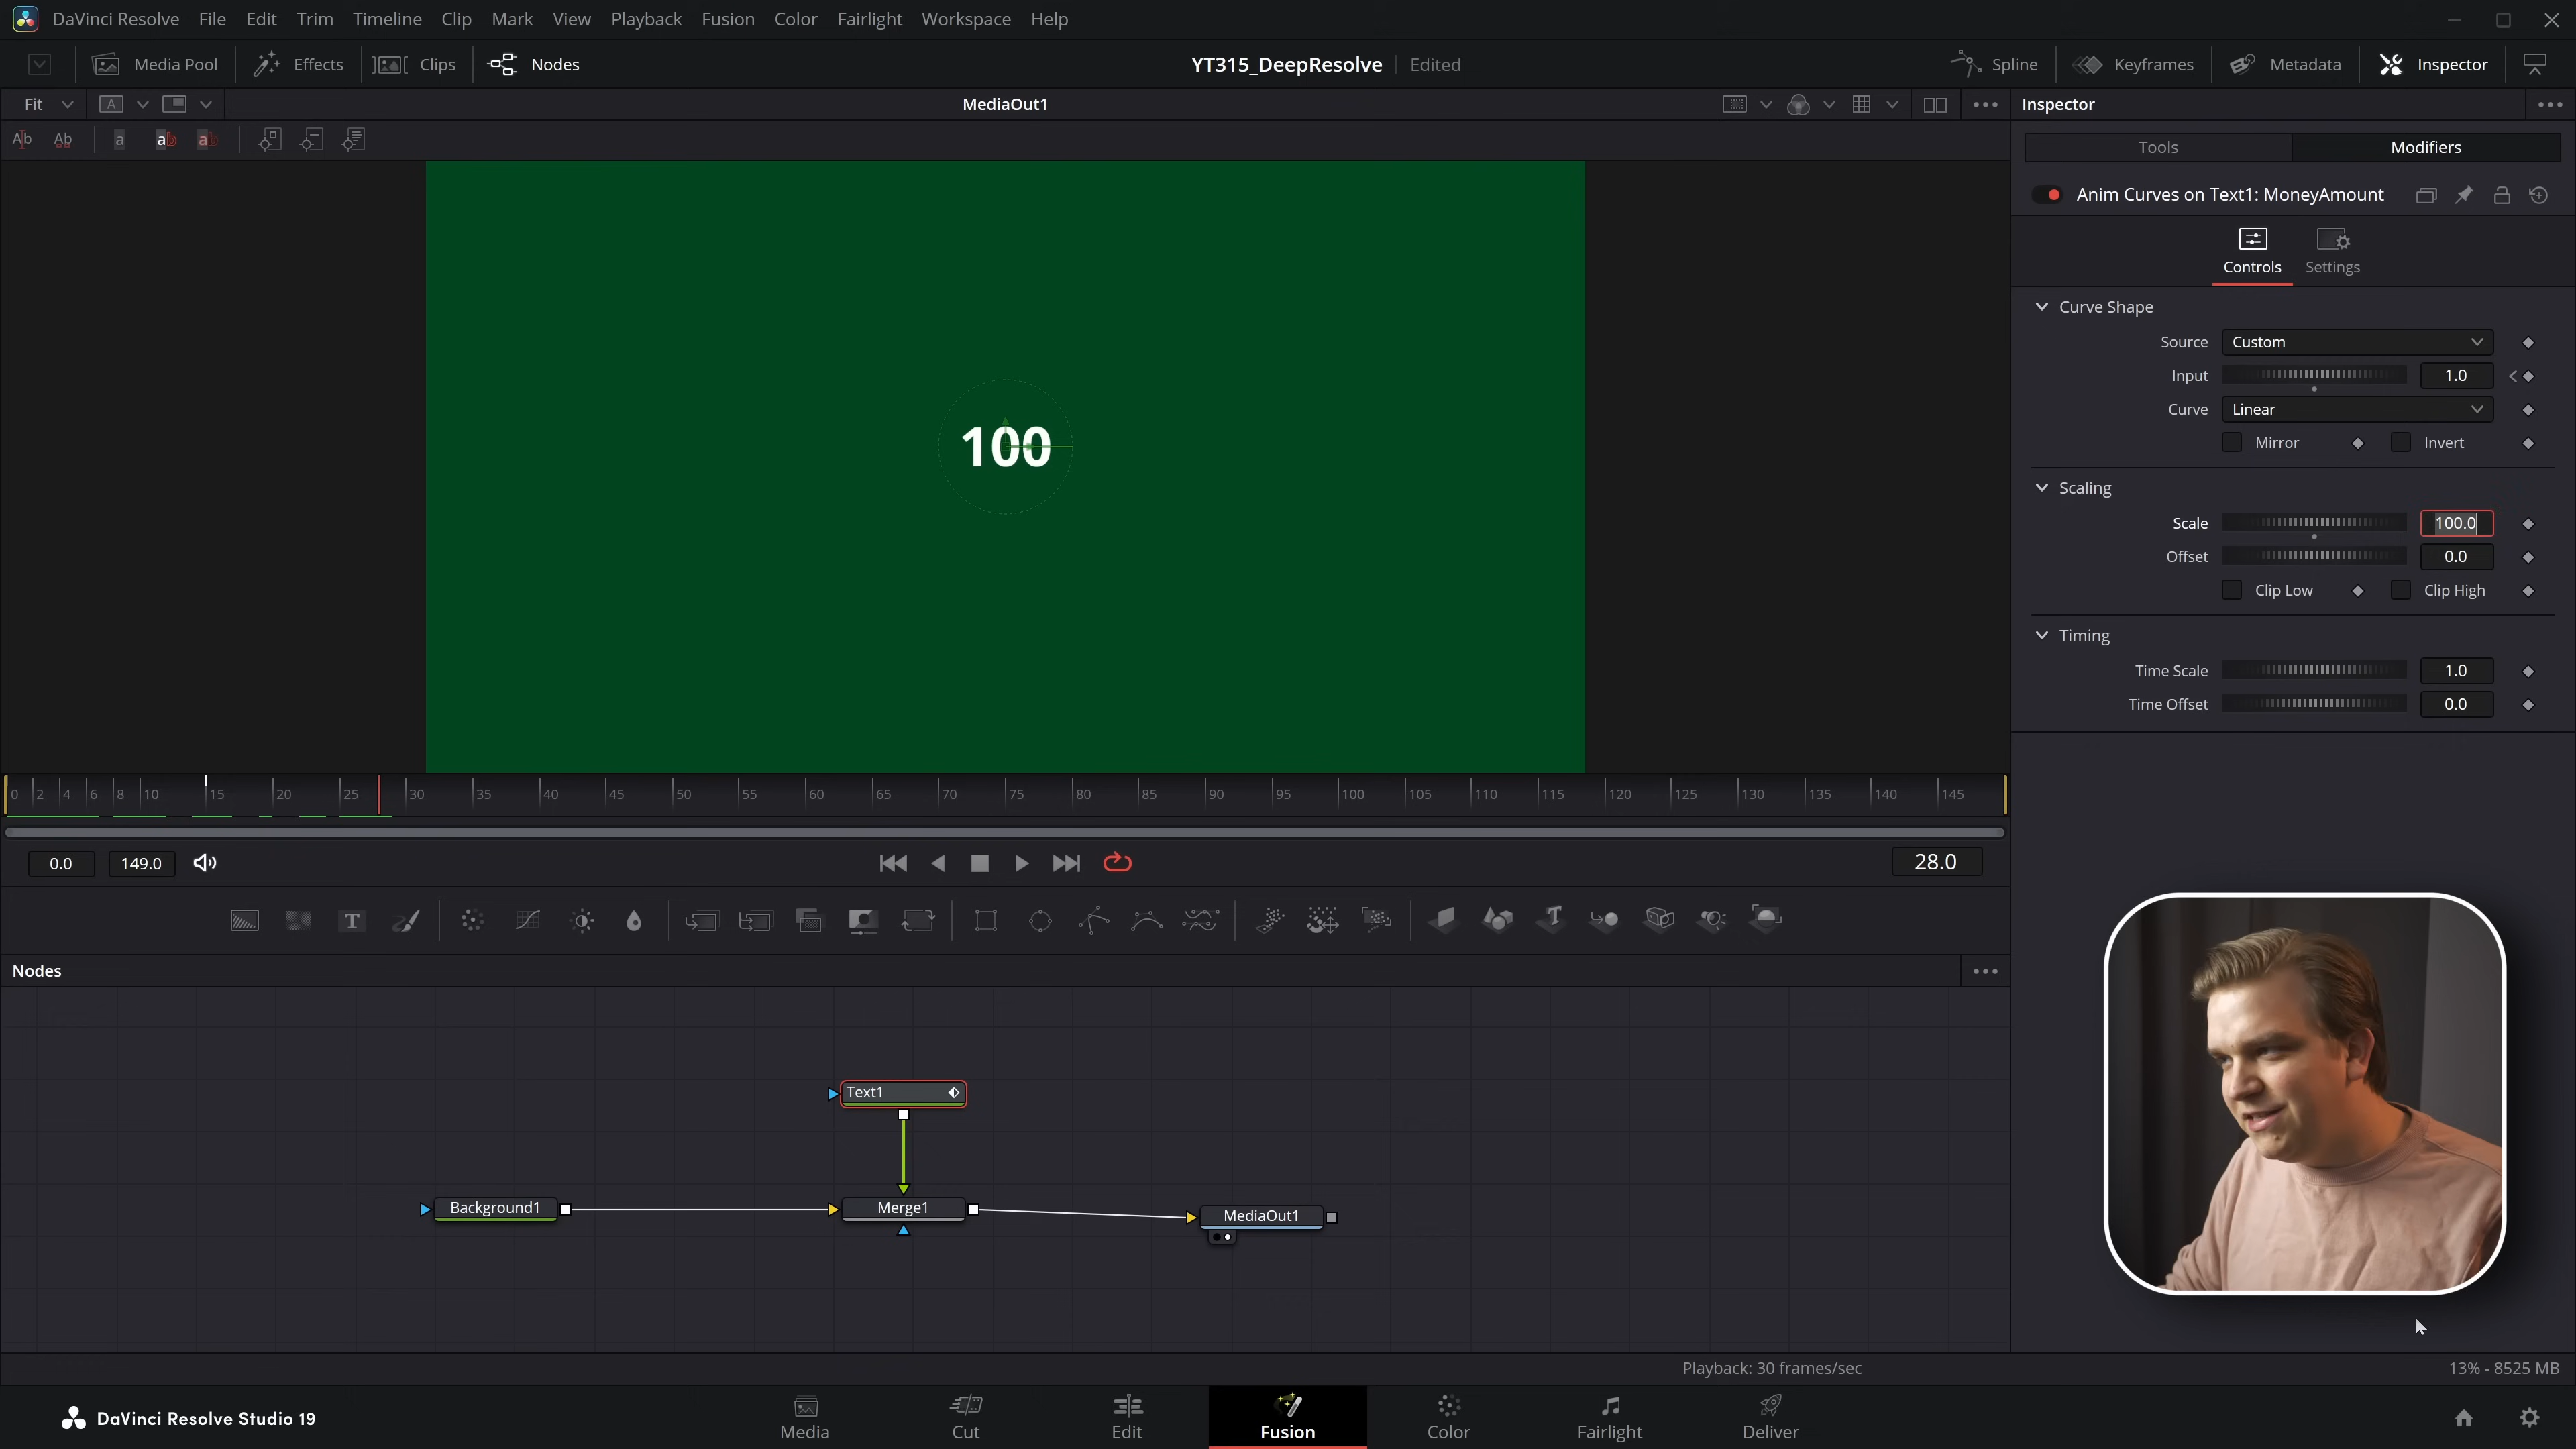 DaVinci Resolve File Edit Trim Timeline Clip Mark View Playback Fusion Color Fairlight Workspace Help
Media Pool Effects Clips Nodes YT315_DeepResolve Edited Spline Keyframes Metadata Inspector
Fit A MediaOut1 Inspector
Ab Ab a ab ab
Tools Modifiers
Anim Curves on Text1: MoneyAmount
Controls Settings
Curve Shape
Source Custom
Input 1.0
Curve Linear
Mirror Invert
100
Scaling
Scale 100.0
Offset 0.0
Clip Low Clip High
Timing
Time Scale 1.0
Time Offset 0.0
0 2 4 6 8 10 15 20 25 30 35 40 45 50 55 60 65 70 75 80 85 90 95 100 105 110 115 120 125 130 135 140 145
0.0 149.0 28.0
T T
Nodes
Text1
Background1 Merge1 MediaOut1
Playback: 30 frames/sec 13% - 8525 MB
DaVinci Resolve Studio 19 Media Cut Edit Fusion Color Fairlight Deliver